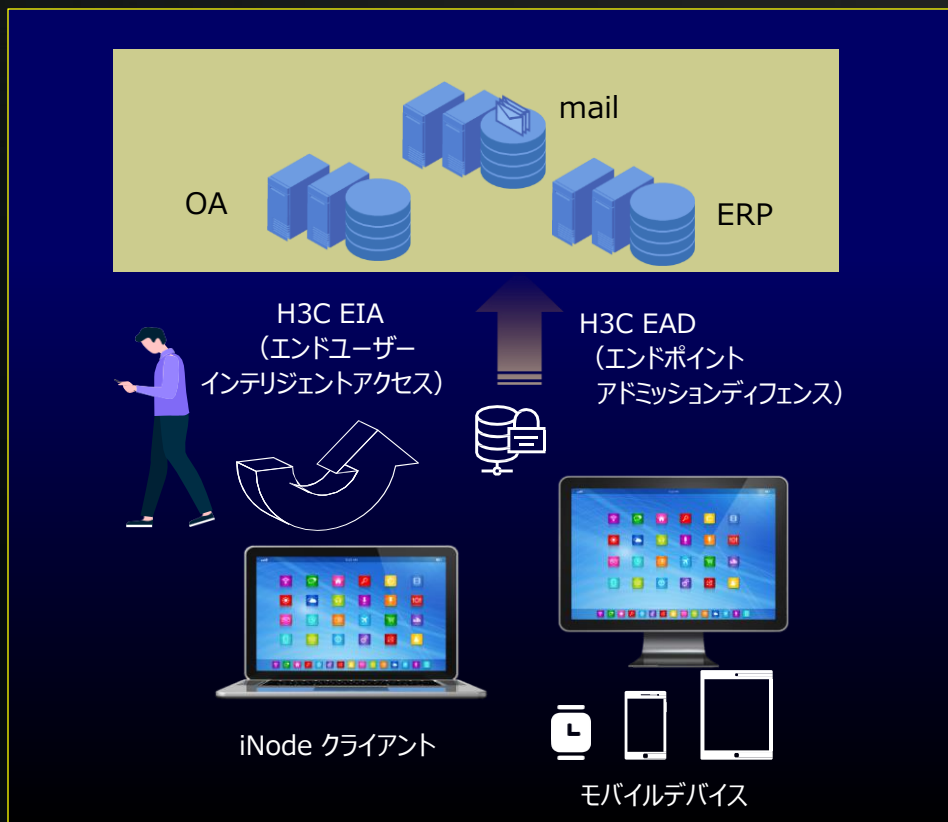 mail
OA
ERP
H3C EIA
（エンドユーザー
インテリジェントアクセス）
H3C EAD
（エンドポイント
アドミッションディフェンス）
iNode クライアント
モバイルデバイス